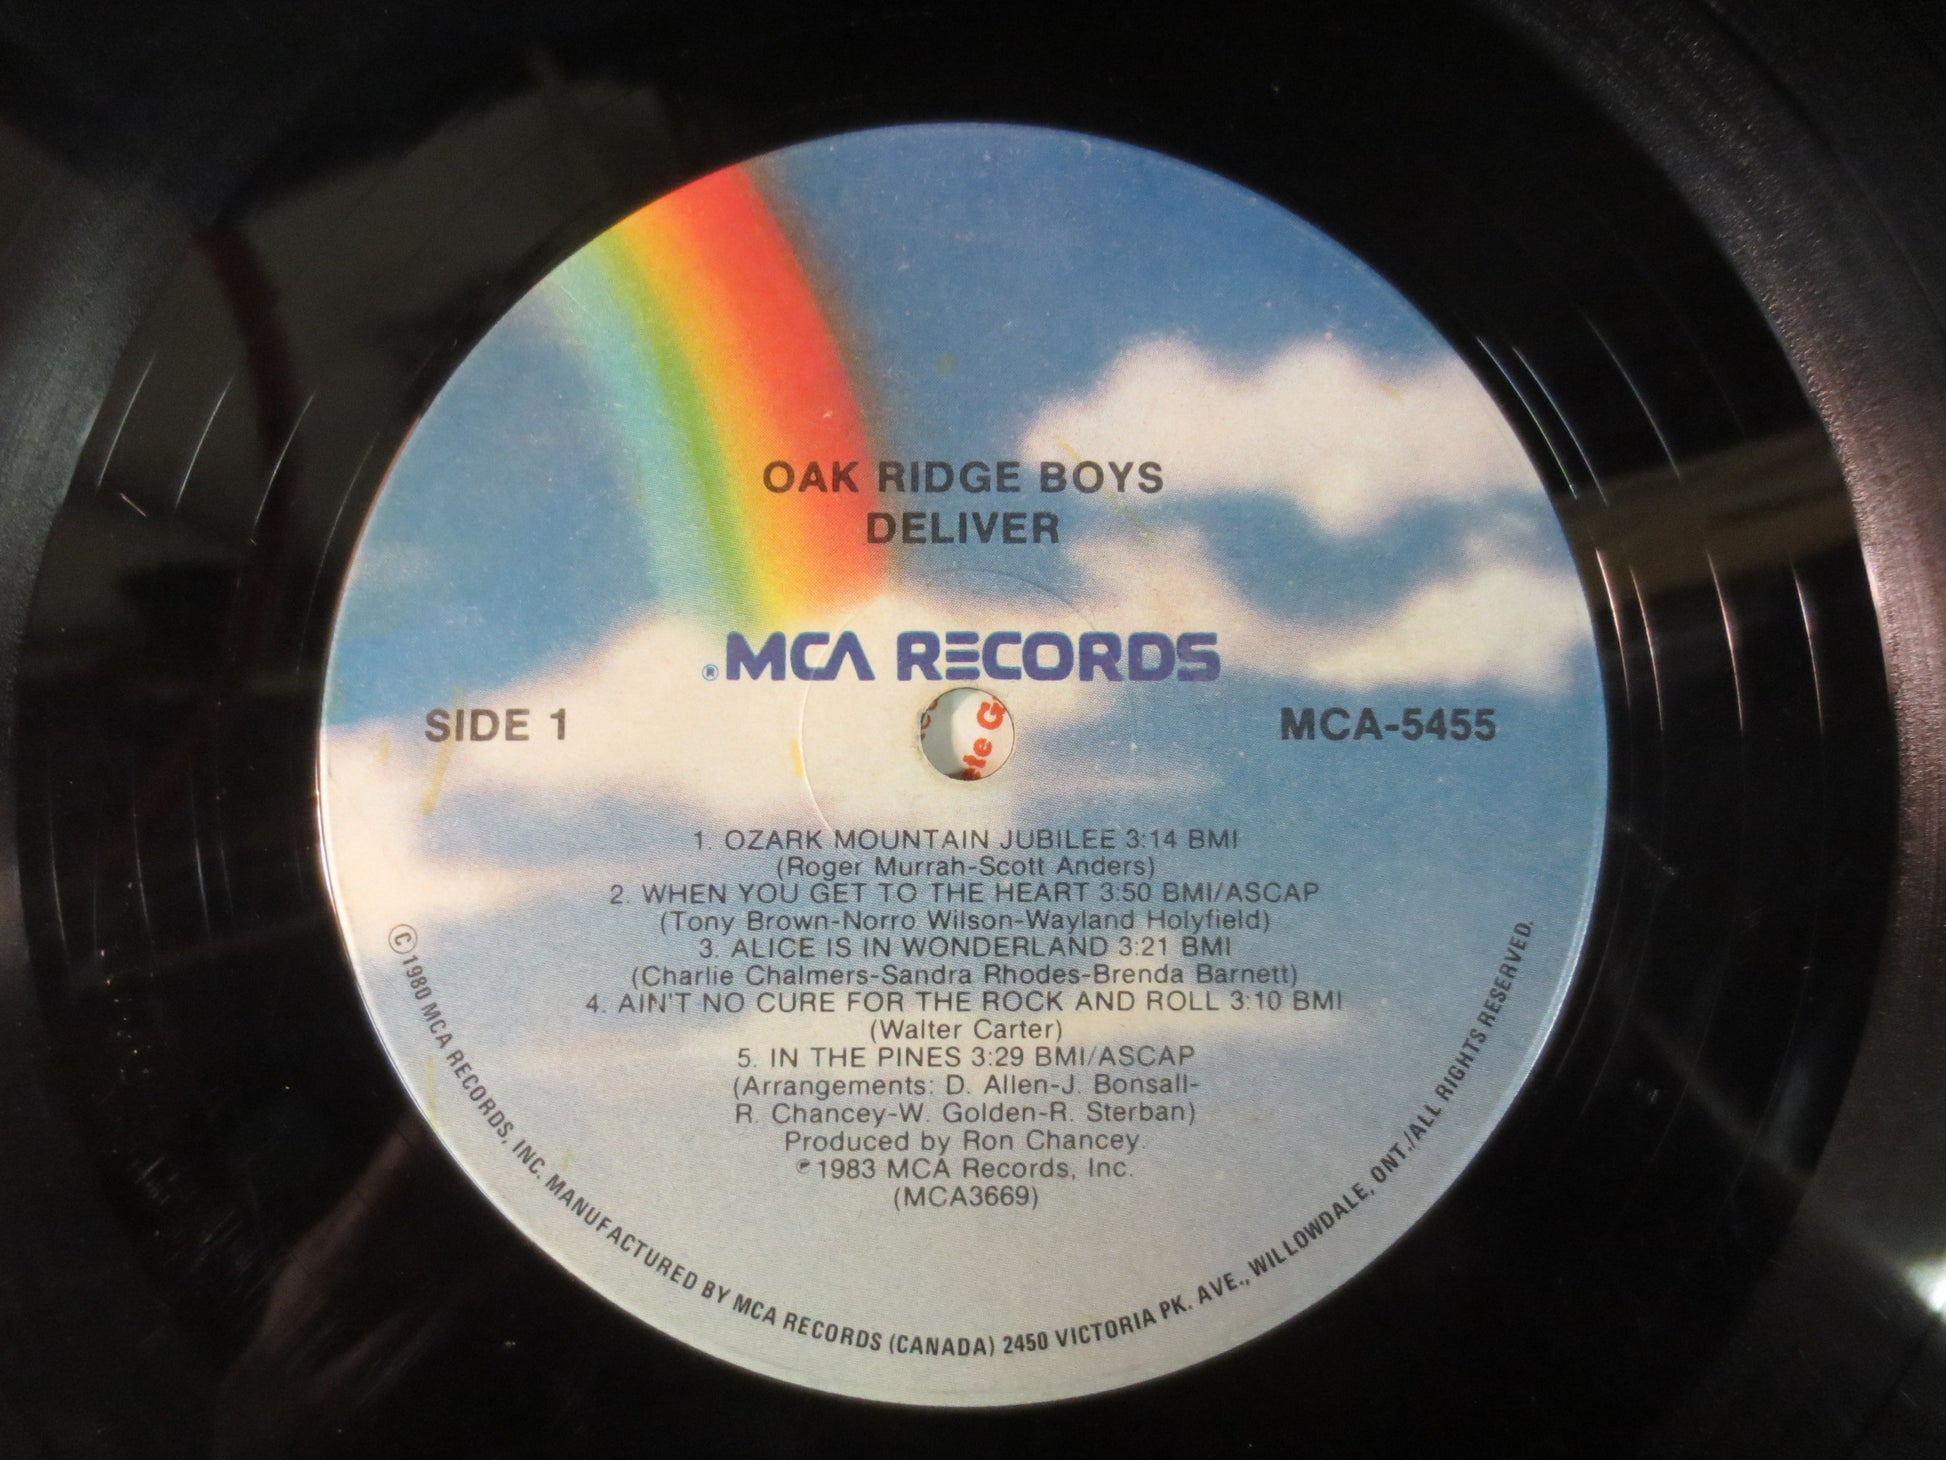 OAK RIDGE BOYS
DELIVER
® MCA RECORDS
SIDE 1
MCA-5455
te G
1. OZARK MOUNTAIN JUBILEE 3:14 BMI
(Roger Murrah-Scott Anders)
2. WHEN YOU GET TO THE HEART 3:50 BMI/ASCAP
(Tony Brown-Norro Wilson-Wayland Holyfield)
3. ALICE IS IN WONDERLAND 3:21 BMI
(Charlie Chalmers-Sandra Rhodes-Brenda Barnett)
4. AIN'T NO CURE FOR THE ROCK AND ROLL 3:10 BMI
(Walter Carter)
5. IN THE PINES 3:29 BMI/ASCAP
(Arrangements: D. Allen-J. Bonsall-
R. Chancey-W. Golden-R. Sterban)
Produced by Ron Chancey.
℗ 1983 MCA Records, Inc.
(MCA3669)
©1980 MCA RECORDS, INC. MANUFACTURED BY MCA RECORDS (CANADA) 2450 VICTORIA PK. AVE., WILLOWDALE, ONT./ALL RIGHTS RESERVED.